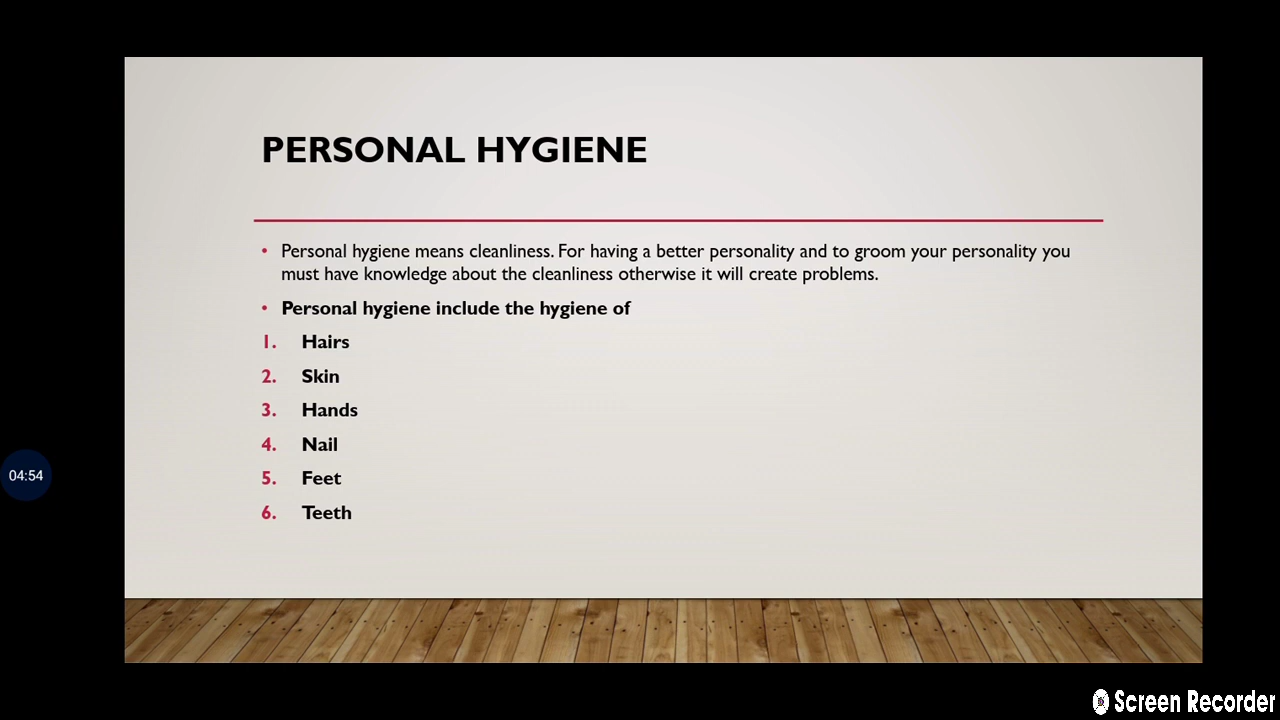 PERSONAL HYGIENE
• Personal hygiene means cleanliness. For having a better personality and to groom your personality you
must have knowledge about the cleanliness otherwise it will create problems.
• Personal hygiene include the hygiene of
1. Hairs
2. Skin
3. Hands
4. Nail
5. Feet
6. Teeth
04:54
Screen Recorder